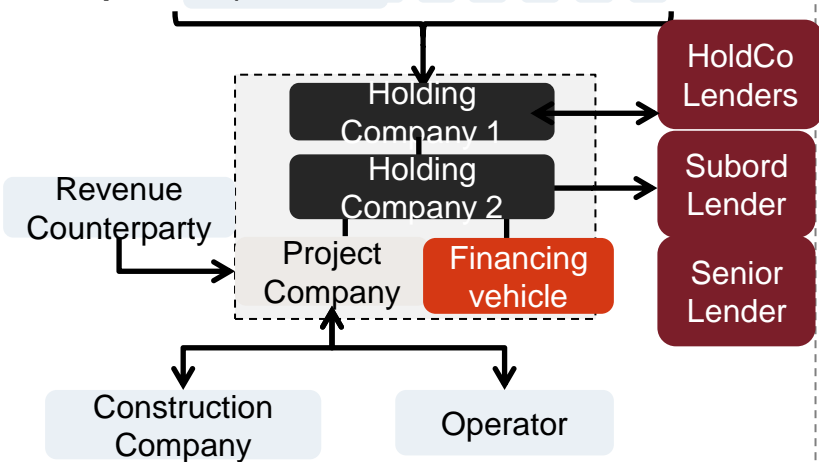 HoldCo
Lenders
Holding
Company 1
Holding
Company 2
Subord
Lender
Revenue
Counterparty
Project
Company
Financing
vehicle
Senior
Lender
Construction
Company
Operator